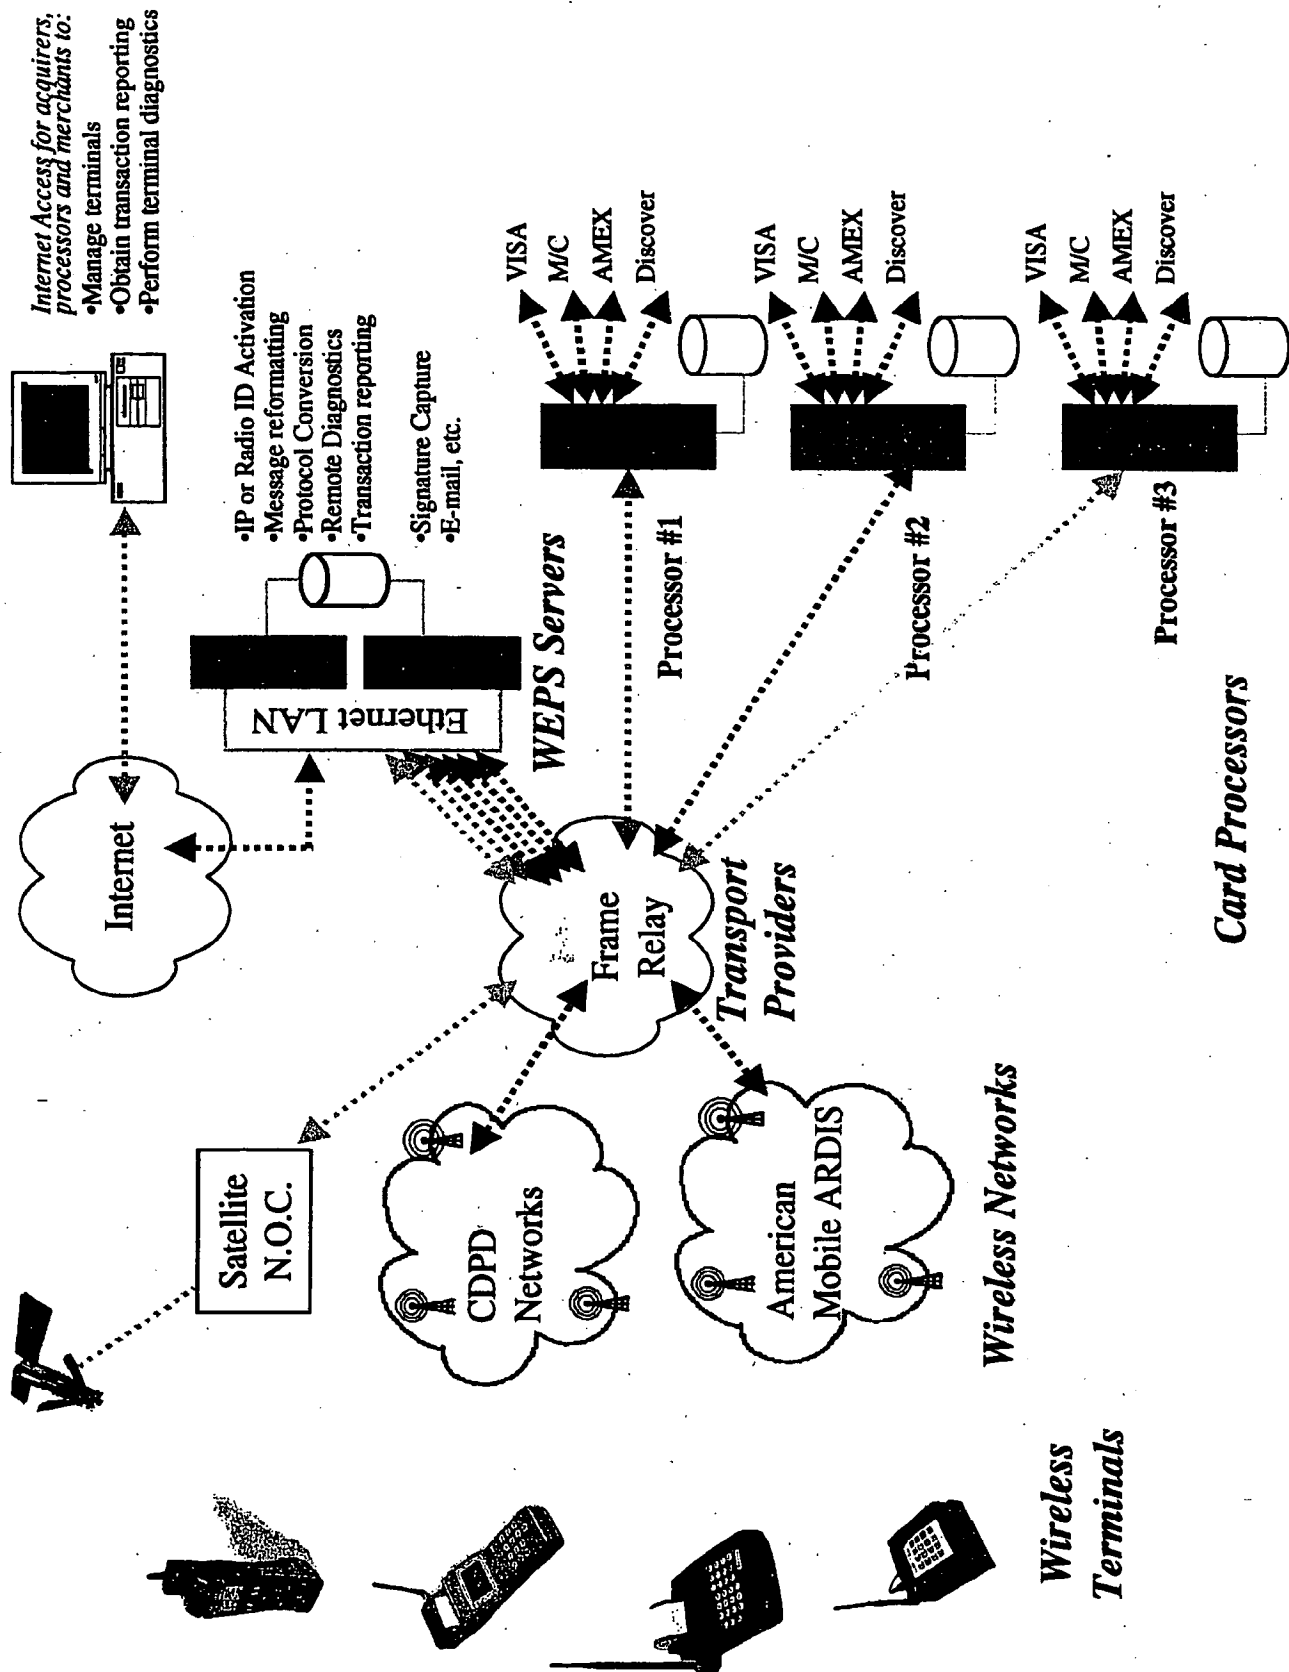 Internet Access for acquirers,
processors and merchants to:
•Manage terminals
•Obtain transaction reporting
•Perform terminal diagnostics
Internet
•IP or Radio ID Activation
•Message reformatting
•Protocol Conversion
•Remote Diagnostics
•Transaction reporting
•Signature Capture
•E-mail, etc.
Ethernet LAN
WEPS Servers
Satellite
N.O.C.
CDPD
Networks
American
Mobile ARDIS
Frame
Relay
Transport
Providers
Processor #1
VISA
M/C
AMEX
Discover
Processor #2
VISA
M/C
AMEX
Discover
Processor #3
VISA
M/C
AMEX
Discover
Wireless
Terminals
Wireless Networks
Card Processors